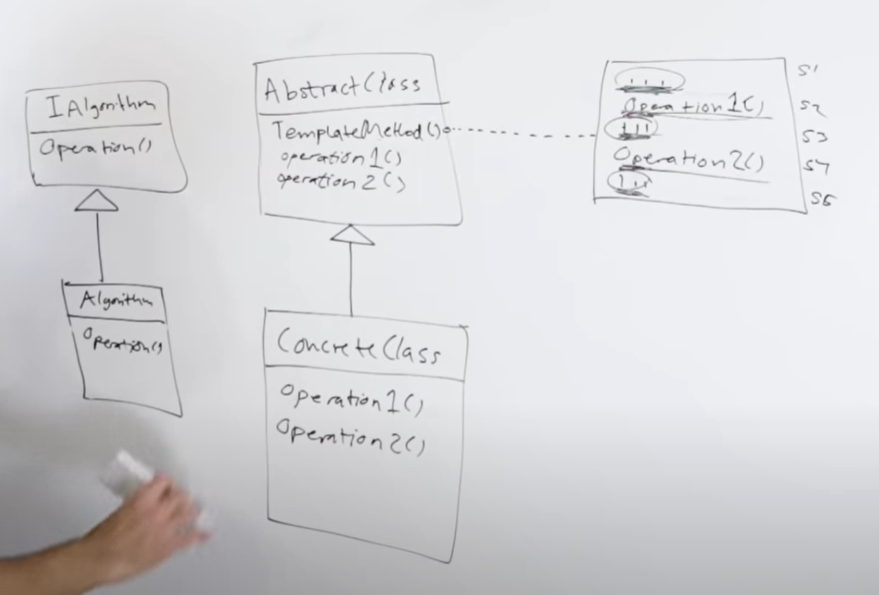 IAlgorithm
Operation()
Algorithm
Operation()
AbstractClass
TemplateMethod()
operation1()
operation2()
ConcreteClass
Operation1()
Operation2()
...
Operation1()
...
Operation2()
...
S1
S2
S3
S4
S5